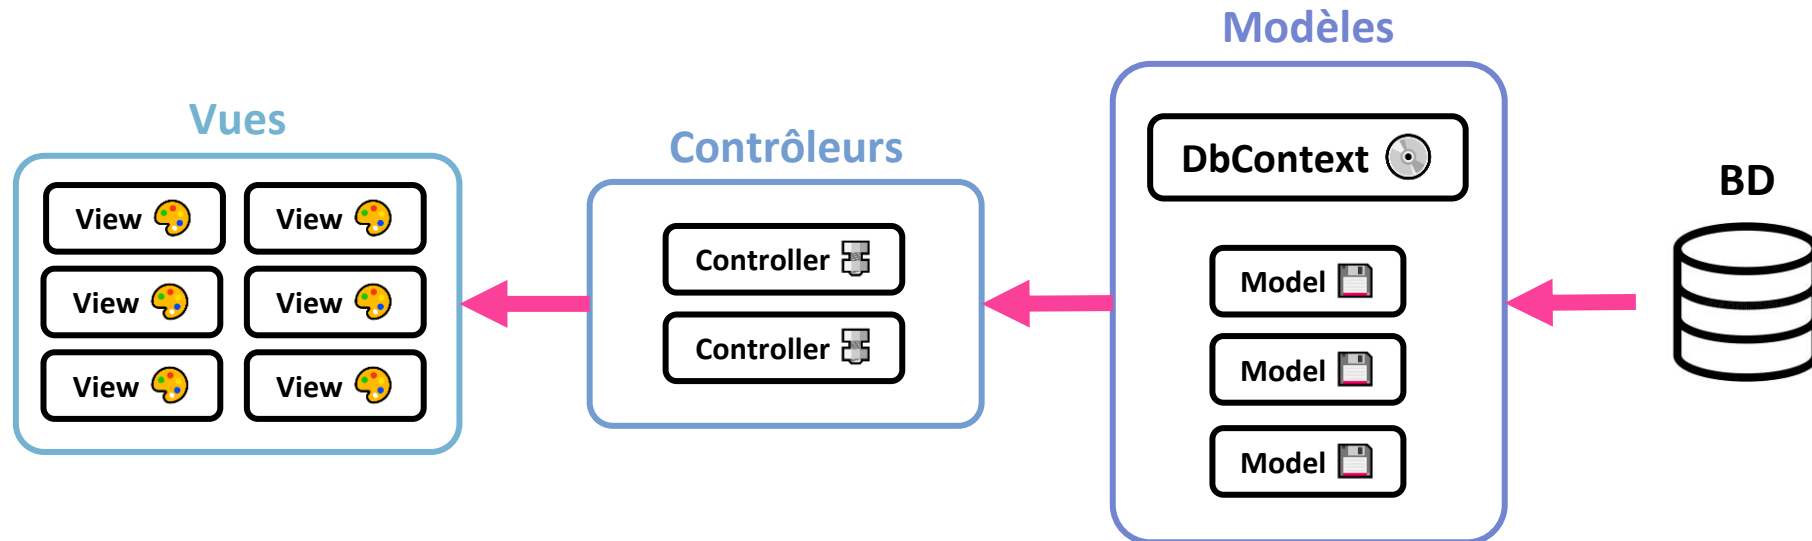 Vues
View
View
View
View
View
View
Contrôleurs
Controller
Controller
Modèles
DbContext
Model
Model
Model
BD